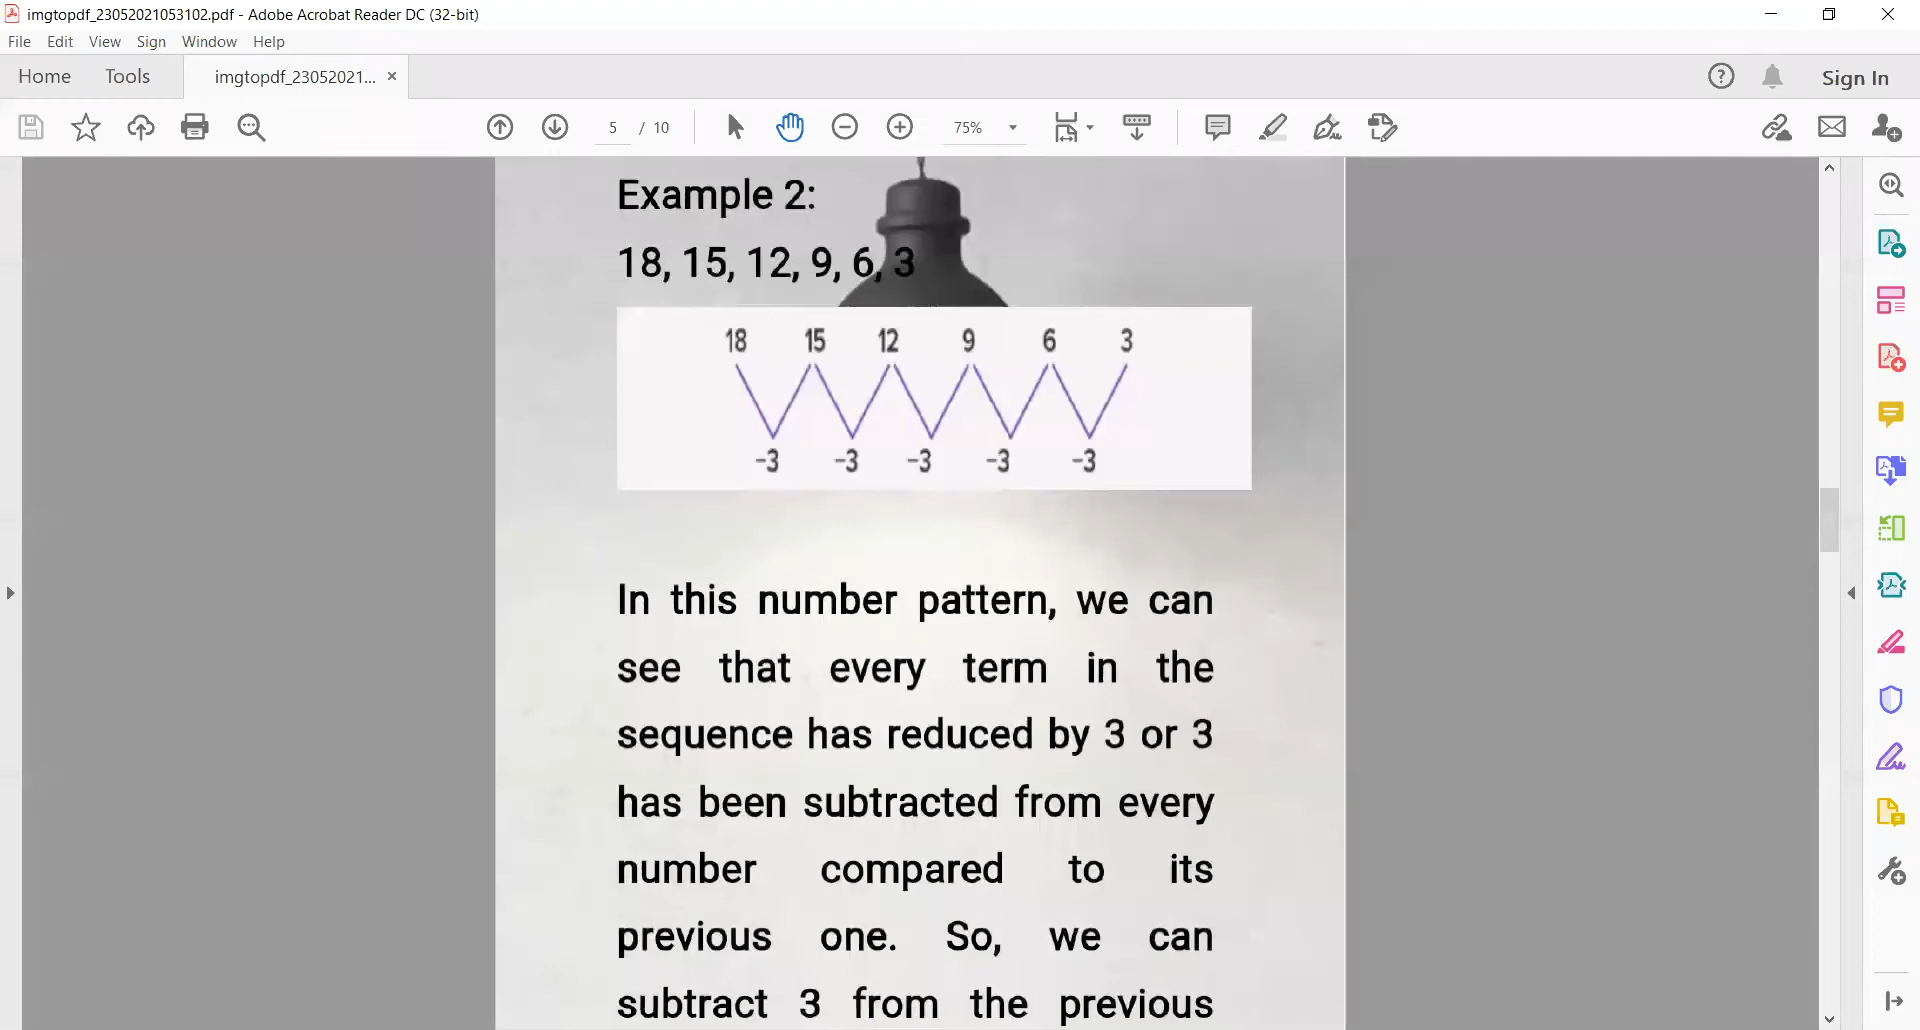 imgtopdf_23052021053102.pdf - Adobe Acrobat Reader DC (32-bit)
File Edit View Sign Window Help
Home Tools imgtopdf_23052021... × Sign In
5 / 10 75%
Example 2:
18, 15, 12, 9, 6, 3
18 15 12 9 6 3
-3 -3 -3 -3 -3
In this number pattern, we can
see that every term in the
sequence has reduced by 3 or 3
has been subtracted from every
number compared to its
previous one. So, we can
subtract 3 from the previous